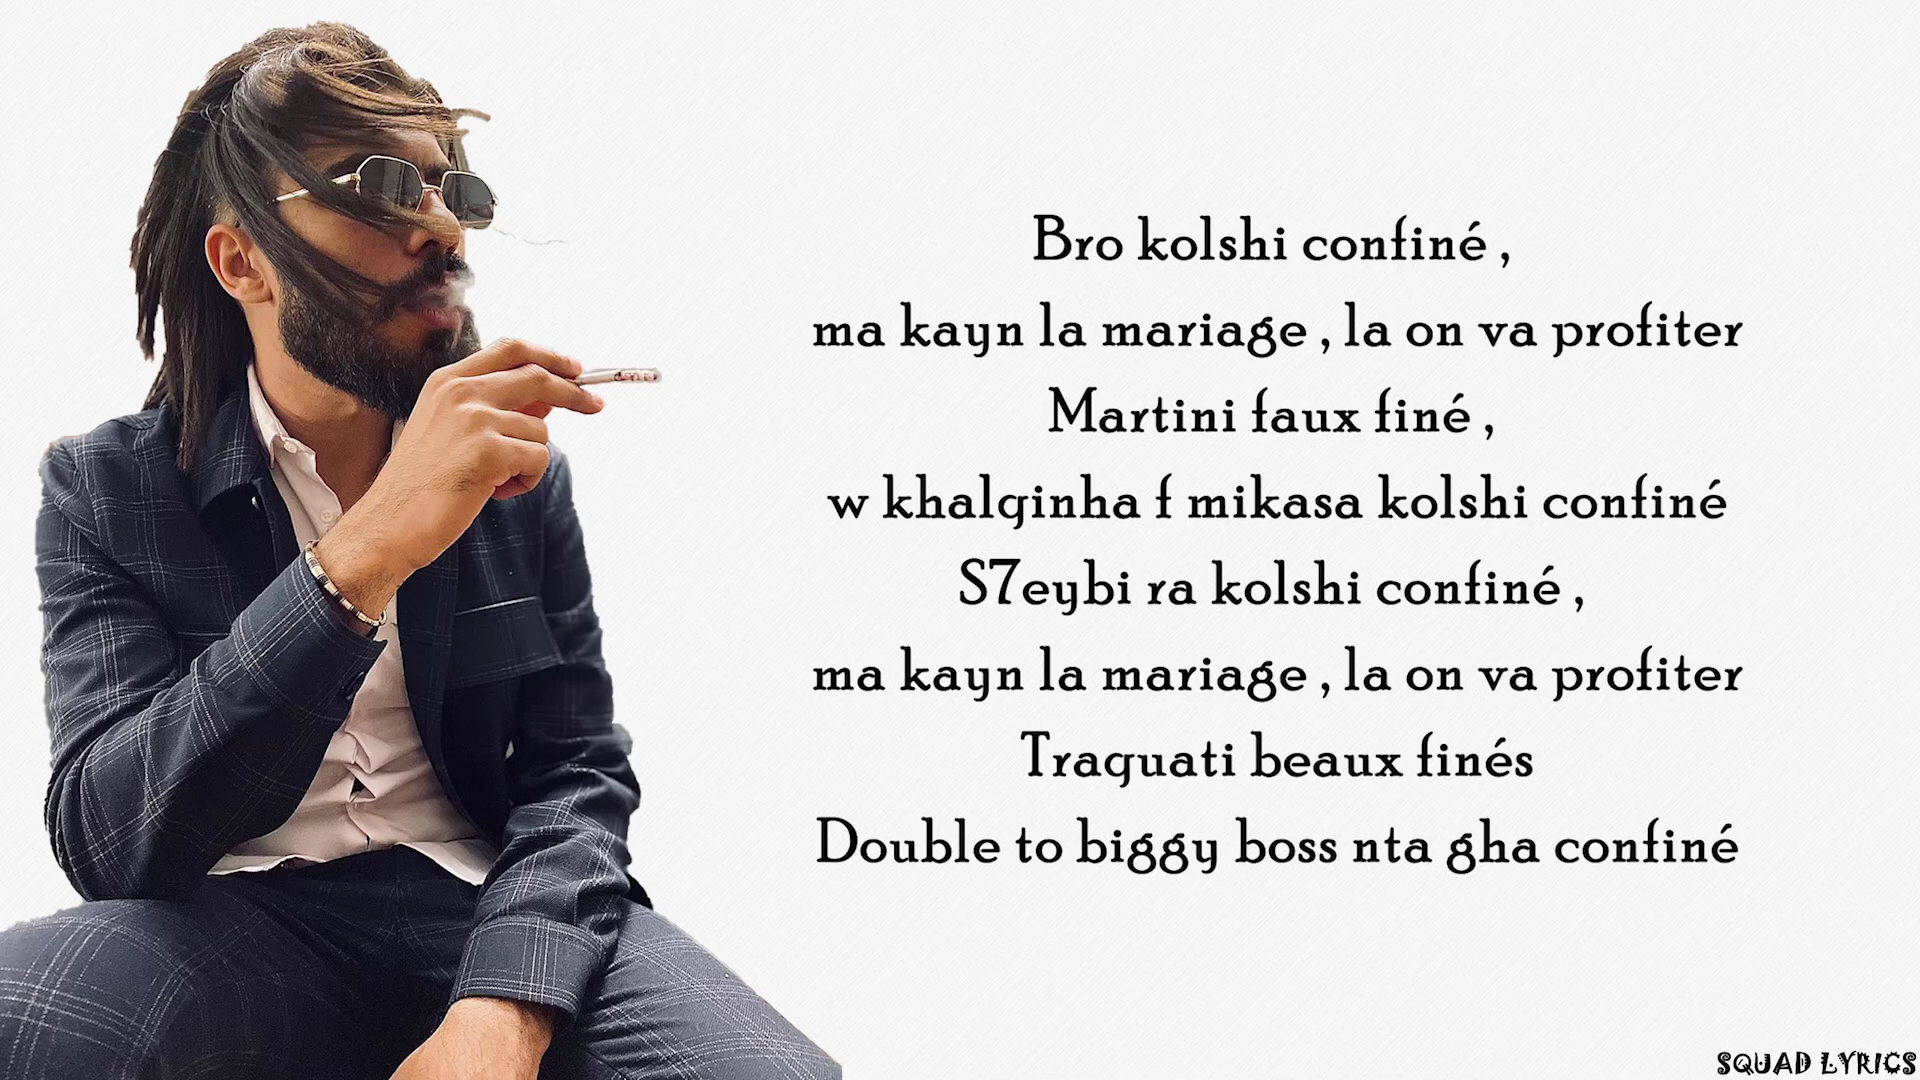 Bro kolshi confiné ,
ma kayn la mariage , la on va profiter
Martini faux finé ,
w khalqinha f mikasa kolshi confiné
S7eybi ra kolshi confiné ,
ma kayn la mariage , la on va profiter
Traquati beaux finés
Double to biggy boss nta gha confiné
SQUAD LYRICS